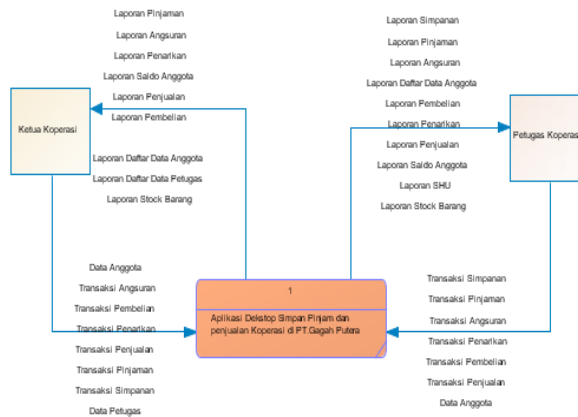 Laporan Pinjaman
Laporan Angsuran
Laporan Penarikan
Laporan Saldo Anggota
Laporan Penjualan
Laporan Pembelian
Laporan Daftar Data Anggota
Laporan Daftar Data Petugas
Laporan Stock Barang
Ketua Koperasi
Laporan Simpanan
Laporan Pinjaman
Laporan Angsuran
Laporan Daftar Data Anggota
Laporan Pembelian
Laporan Penarikan
Laporan Penjualan
Laporan Saldo Anggota
Laporan SHU
Laporan Stock Barang
Petugas Koperasi
Data Anggota
Transaksi Angsuran
Transaksi Pembelian
Transaksi Penarikan
Transaksi Penjualan
Transaksi Pinjaman
Transaksi Simpanan
Data Petugas
1
Aplikasi Dekstop Simpan Pinjam dan
penjualan Koperasi di PT.Gagah Putera
Transaksi Simpanan
Transaksi Pinjaman
Transaksi Angsuran
Transaksi Penarikan
Transaksi Pembelian
Transaksi Penjualan
Data Anggota